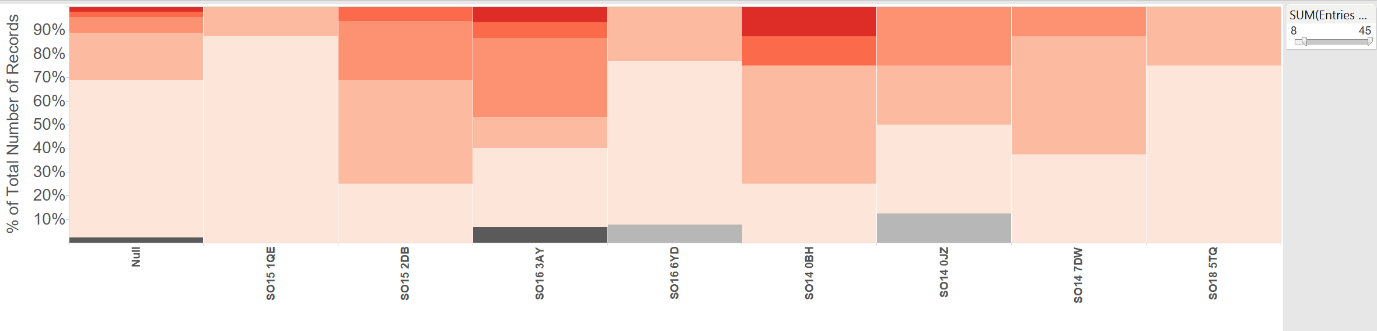 % of Total Number of Records
90%
80%
70%
60%
50%
40%
30%
20%
10%
Null
SO15 1QE
SO15 2DB
SO16 3AY
SO16 6YD
SO14 0BH
SO14 0JZ
SO14 7DW
SO18 5TQ
SUM(Entries ...
8 45